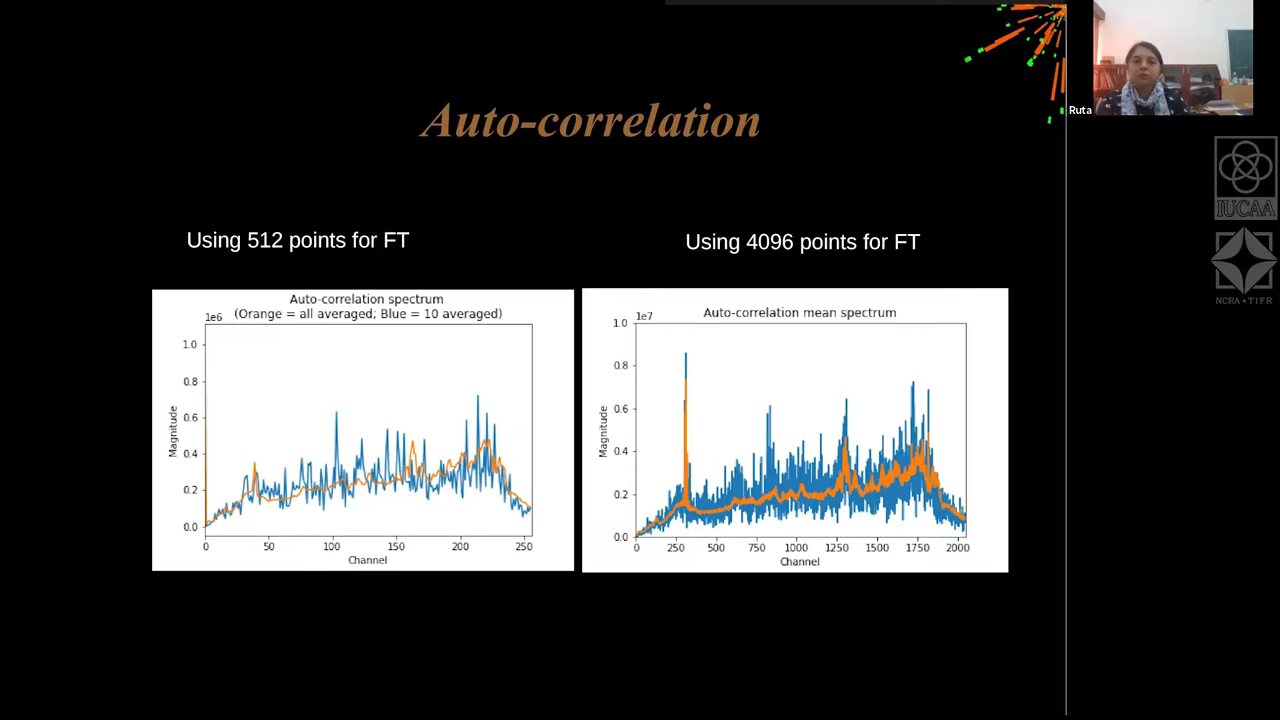 Auto-correlation
Ruta
IUCAA
NCRA • TIFR
Using 512 points for FT
Using 4096 points for FT
Auto-correlation spectrum
(Orange = all averaged; Blue = 10 averaged)
1e6
1.0
0.8
0.6
0.4
0.2
0.0
Magnitude
0 50 100 150 200 250
Channel
Auto-correlation mean spectrum
1e7
1.0
0.8
0.6
0.4
0.2
0.0
Magnitude
0 250 500 750 1000 1250 1500 1750 2000
Channel